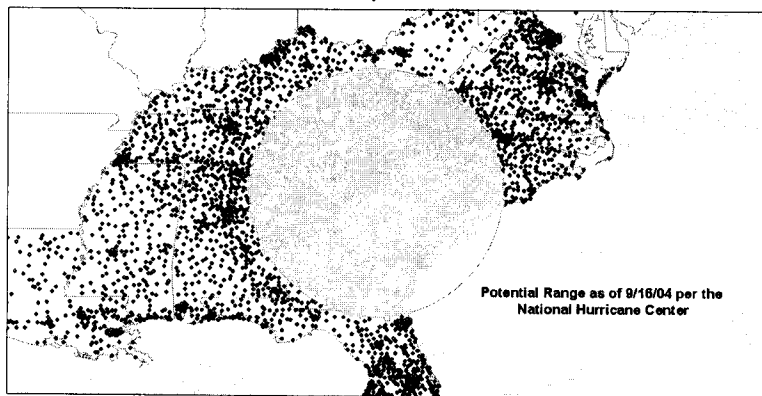 Potential Range as of 9/16/04 per the
National Hurricane Center